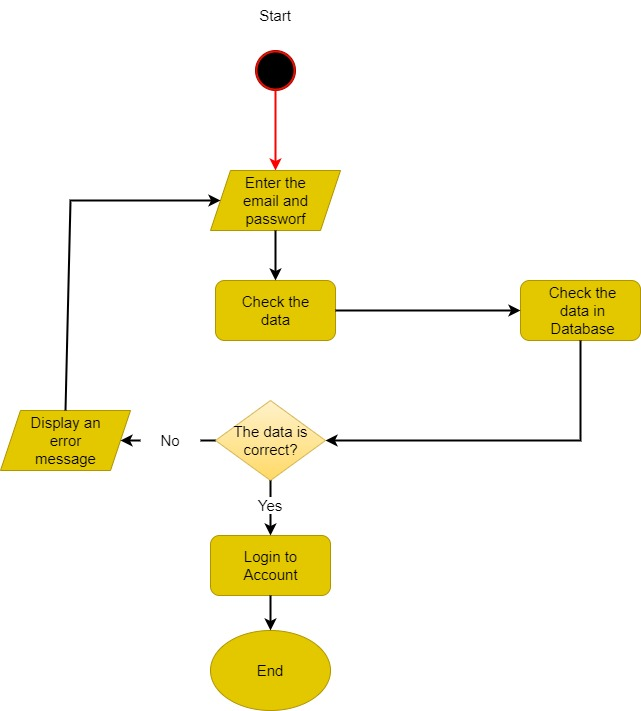 Start
Enter the
email and
passworf
Check the
data
Check the
data in
Database
The data is
correct?
No
Display an
error
message
Yes
Login to
Account
End